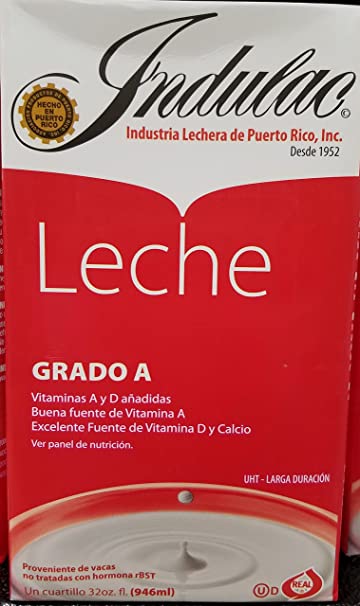 Indulac ©
HECHO
EN PUERTO
RICO
Industria Lechera de Puerto Rico, Inc.
Desde 1952
Leche
GRADO A
Vitaminas A y D añadidas
Buena fuente de Vitamina A
Excelente Fuente de Vitamina D y Calcio
Ver panel de nutrición.
UHT - LARGA DURACIÓN
Proveniente de vacas
no tratadas con hormona rBST
Un cuartillo 32oz. fl. (946ml)
U D
REAL